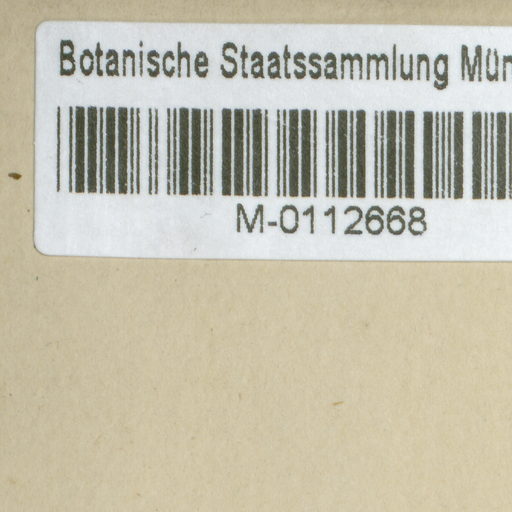 Botanische Staatssammlung Mün
M-0112668